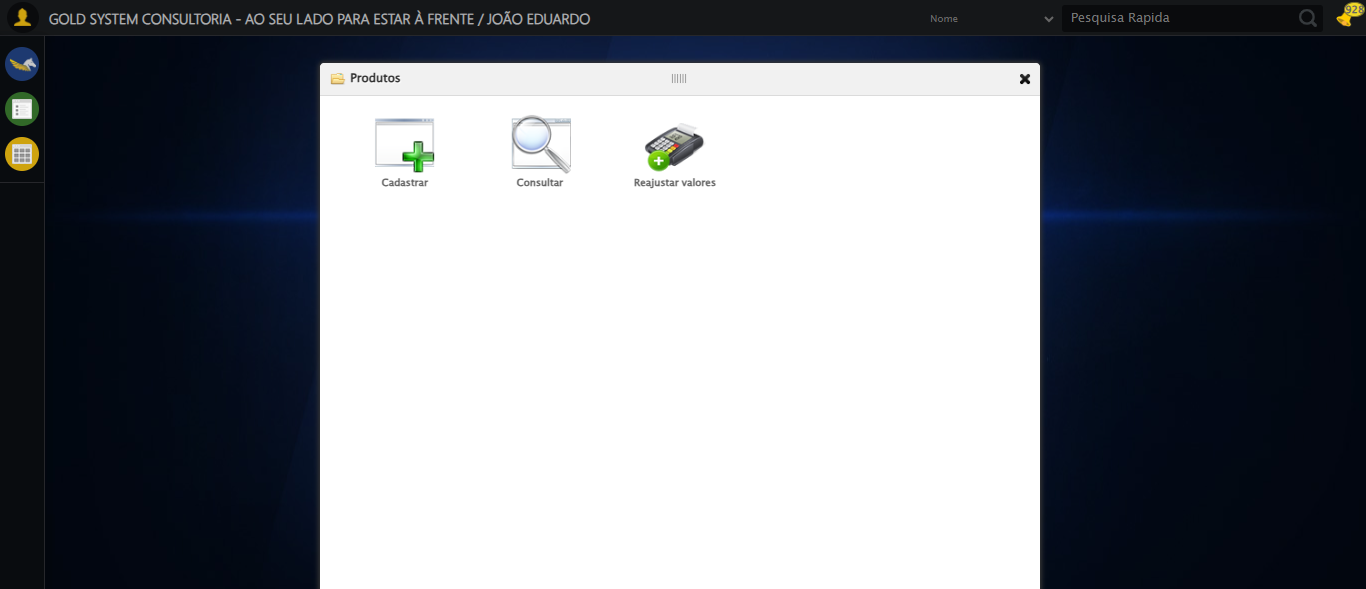 GOLD SYSTEM CONSULTORIA - AO SEU LADO PARA ESTAR À FRENTE / JOÃO EDUARDO
Nome
Pesquisa Rapida
928
Produtos
Cadastrar
Consultar
Reajustar valores